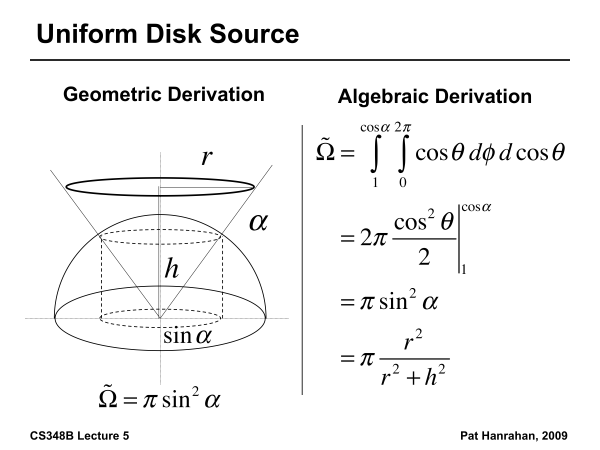 Uniform Disk Source
Geometric Derivation
r
α
h
sin α
Ω̃ = π sin² α
Algebraic Derivation
Ω̃ = ∫₁^{cos α} ∫₀^{2π} cos θ dϕ d cos θ
= 2π cos² θ / 2 |₁^{cos α}
= π sin² α
= π r² / (r² + h²)
CS348B Lecture 5
Pat Hanrahan, 2009